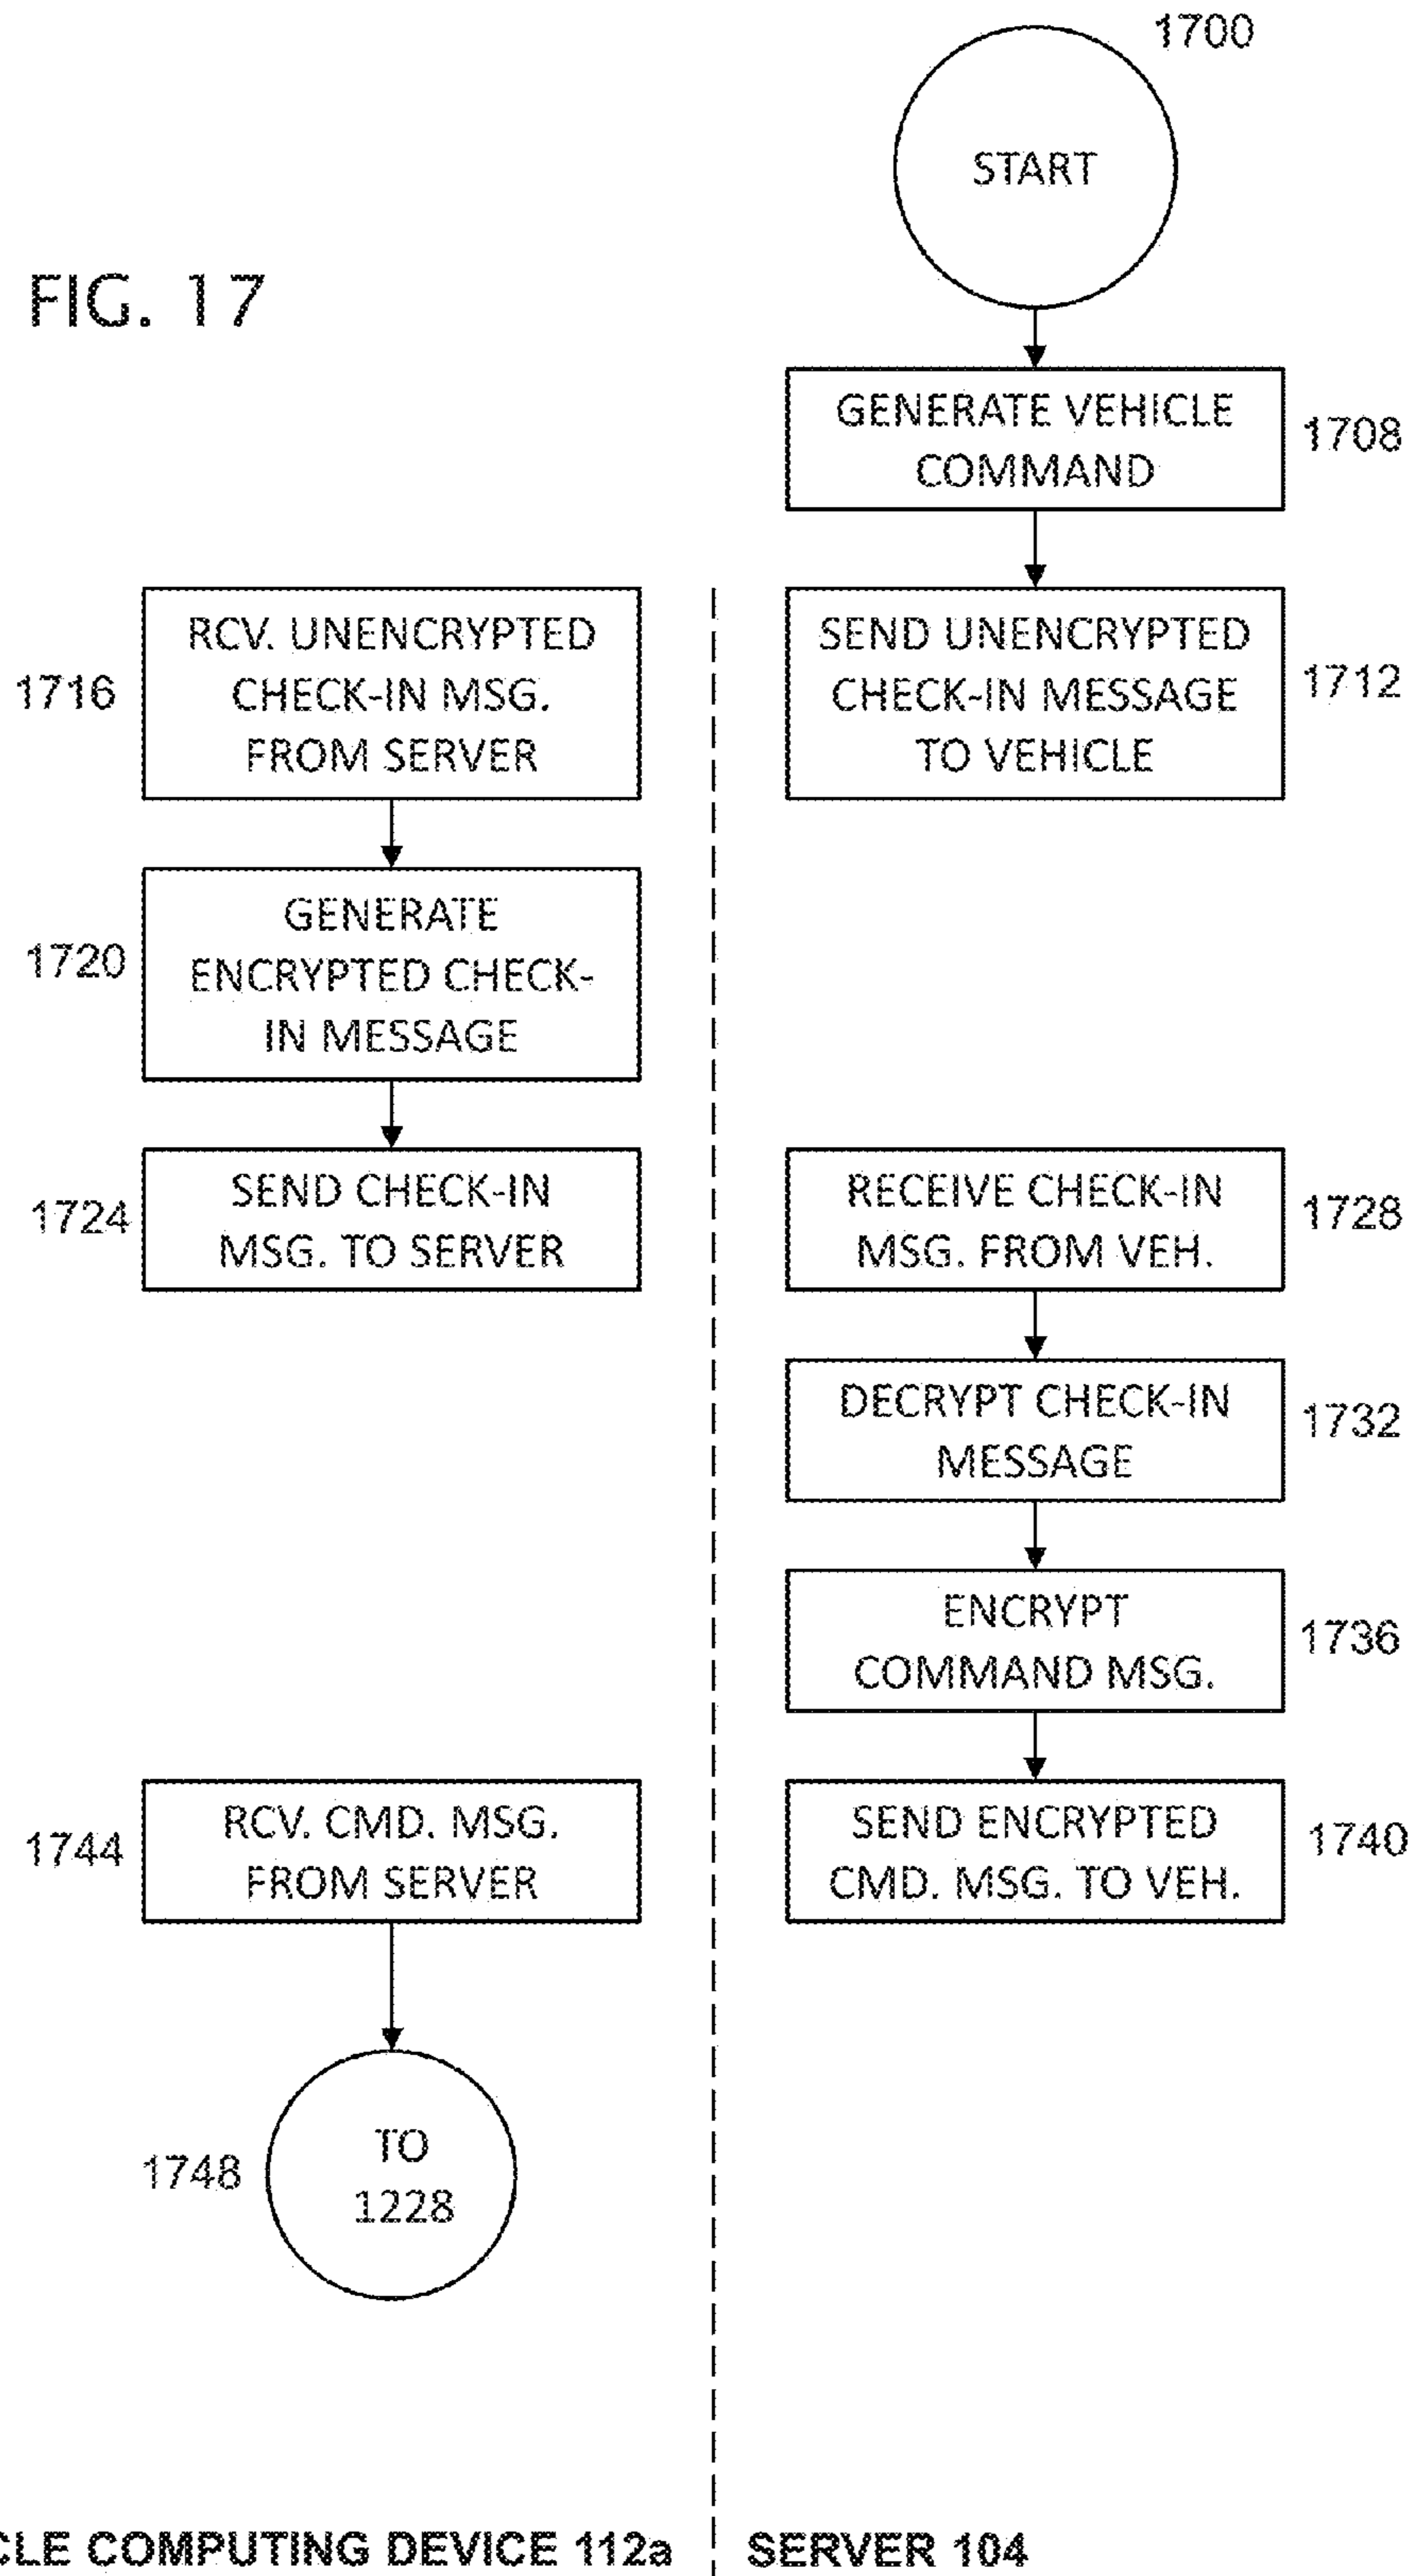 1700
START
FIG. 17
GENERATE VEHICLE
COMMAND
1708
RCV. UNENCRYPTED
CHECK-IN MSG.
FROM SERVER
1716
SEND UNENCRYPTED
CHECK-IN MESSAGE
TO VEHICLE
1712
GENERATE
ENCRYPTED CHECK-
IN MESSAGE
1720
SEND CHECK-IN
MSG. TO SERVER
1724
RECEIVE CHECK-IN
MSG. FROM VEH.
1728
DECRYPT CHECK-IN
MESSAGE
1732
ENCRYPT
COMMAND MSG.
1736
RCV. CMD. MSG.
FROM SERVER
1744
SEND ENCRYPTED
CMD. MSG. TO VEH.
1740
TO
1228
1748
CLE COMPUTING DEVICE 112a
SERVER 104